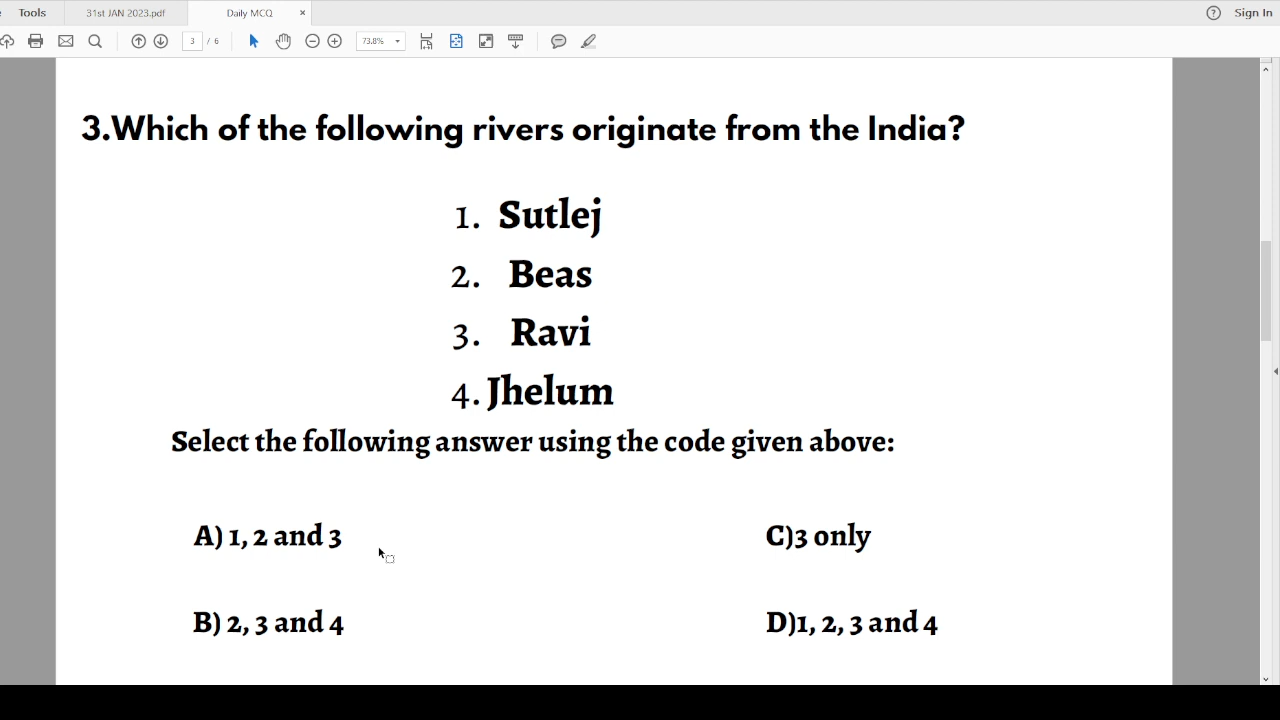 Tools
31st JAN 2023.pdf
Daily MCQ
Sign In
3 / 6
73.8%
3.Which of the following rivers originate from the India?
1. Sutlej
2. Beas
3. Ravi
4. Jhelum
Select the following answer using the code given above:
A) 1, 2 and 3
C)3 only
B) 2, 3 and 4
D)1, 2, 3 and 4